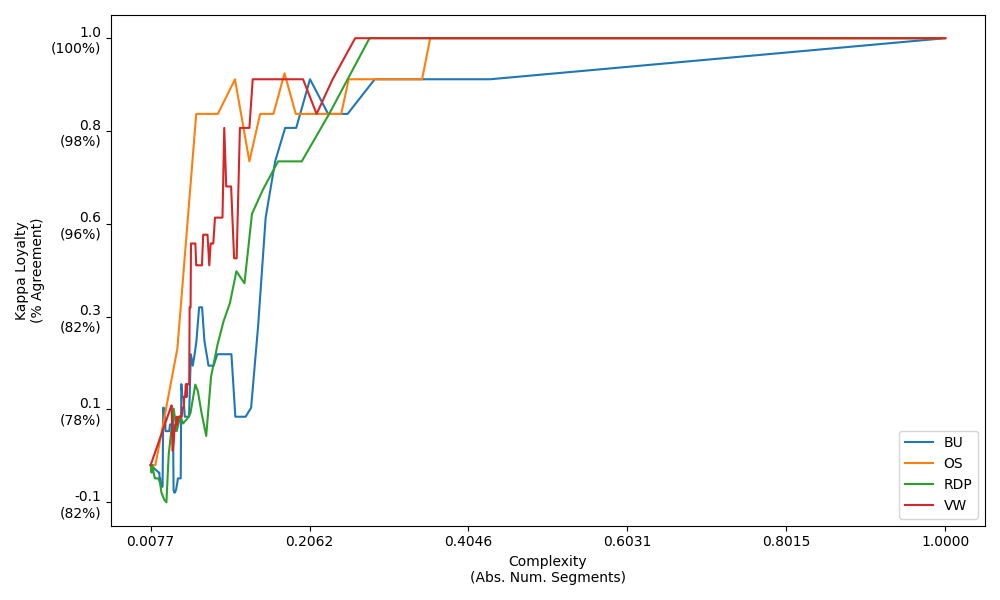 1.0
(100%)
0.8
(98%)
0.6
(96%)
0.3
(82%)
0.1
(78%)
-0.1
(82%)
Kappa Loyalty
(% Agreement)
BU
OS
RDP
VW
0.0077
0.2062
0.4046
0.6031
0.8015
1.0000
Complexity
(Abs. Num. Segments)